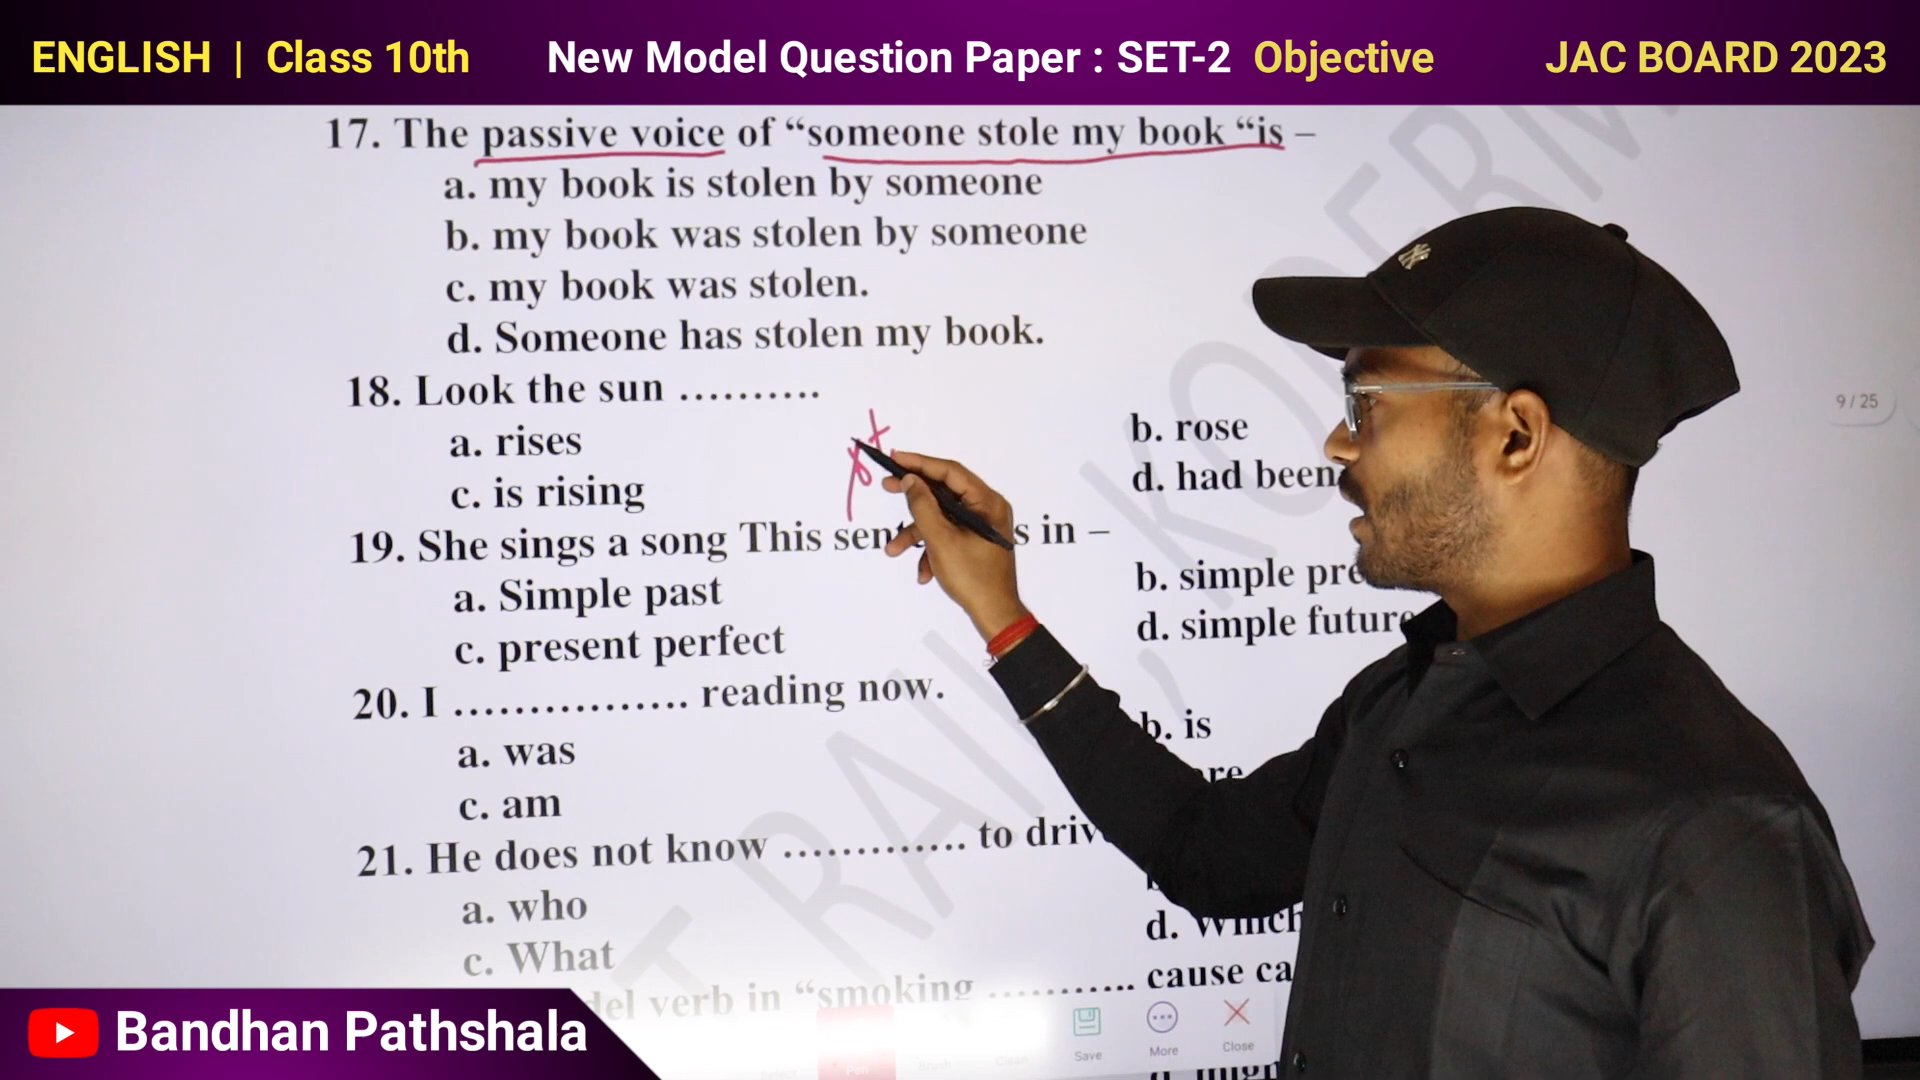 ENGLISH | Class 10th New Model Question Paper : SET-2 Objective JAC BOARD 2023
17. The passive voice of “someone stole my book “is –
a. my book is stolen by someone
b. my book was stolen by someone
c. my book was stolen.
d. Someone has stolen my book.
18. Look the sun ..........
a. rises b. rose
c. is rising d. had been
9 / 25
19. She sings a song This in –
a. Simple past b. simple
c. present perfect d. simple future
20. I ................ reading now.
a. was b. is
c. am
21. He does not know ............. to
a. who
c. What d. Which
verb in “smoking ........... cause
Save More Close
Pen
Bandhan Pathshala